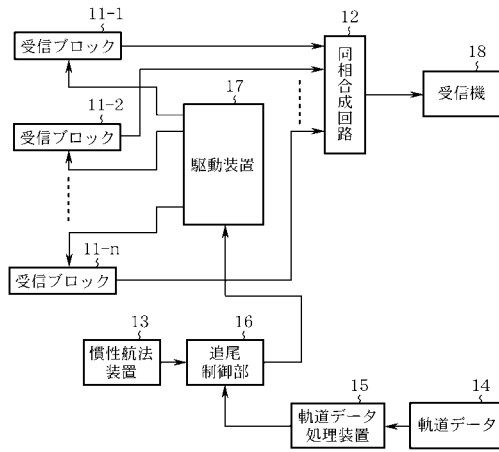 11-1
受信ブロック
11-2
受信ブロック
11-n
受信ブロック
12
同相合成回路
18
受信機
17
駆動装置
13
慣性航法
装置
16
追尾
制御部
15
軌道データ
処理装置
14
軌道データ